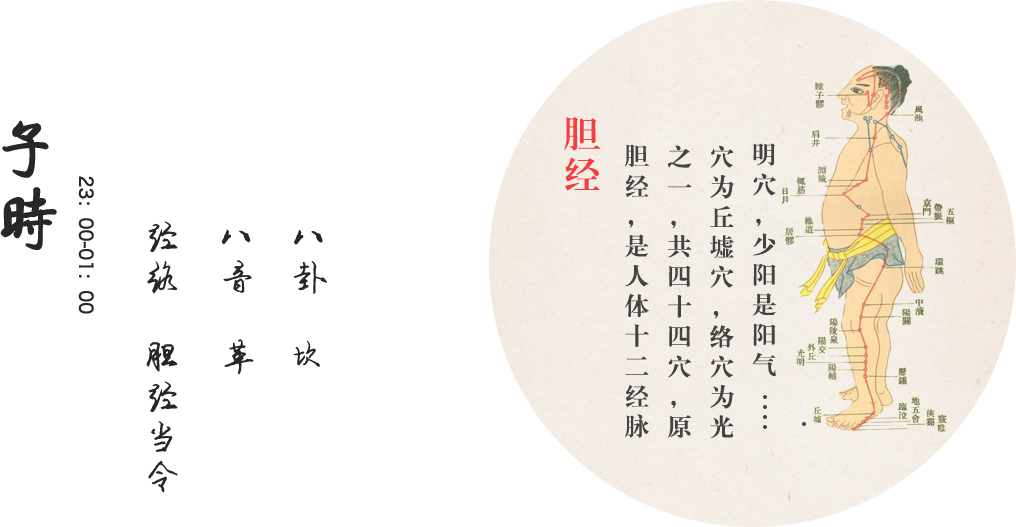 子時
23：00-01：00
经络 胆经当令
八音 革
八卦 坎
胆经
胆经，是人体十二经脉
之一，共四十四穴，原
穴为丘墟穴，络穴为光
明穴，少阳是阳气……
瞳子髎
風池
肩井
淵腋
輒筋
日月
京門
帶脈
五樞
維道
居髎
環跳
中瀆
陽關
陽陵泉
陽交
外丘
光明
陽輔
懸鐘
丘墟
臨泣
地五會
俠谿
竅陰